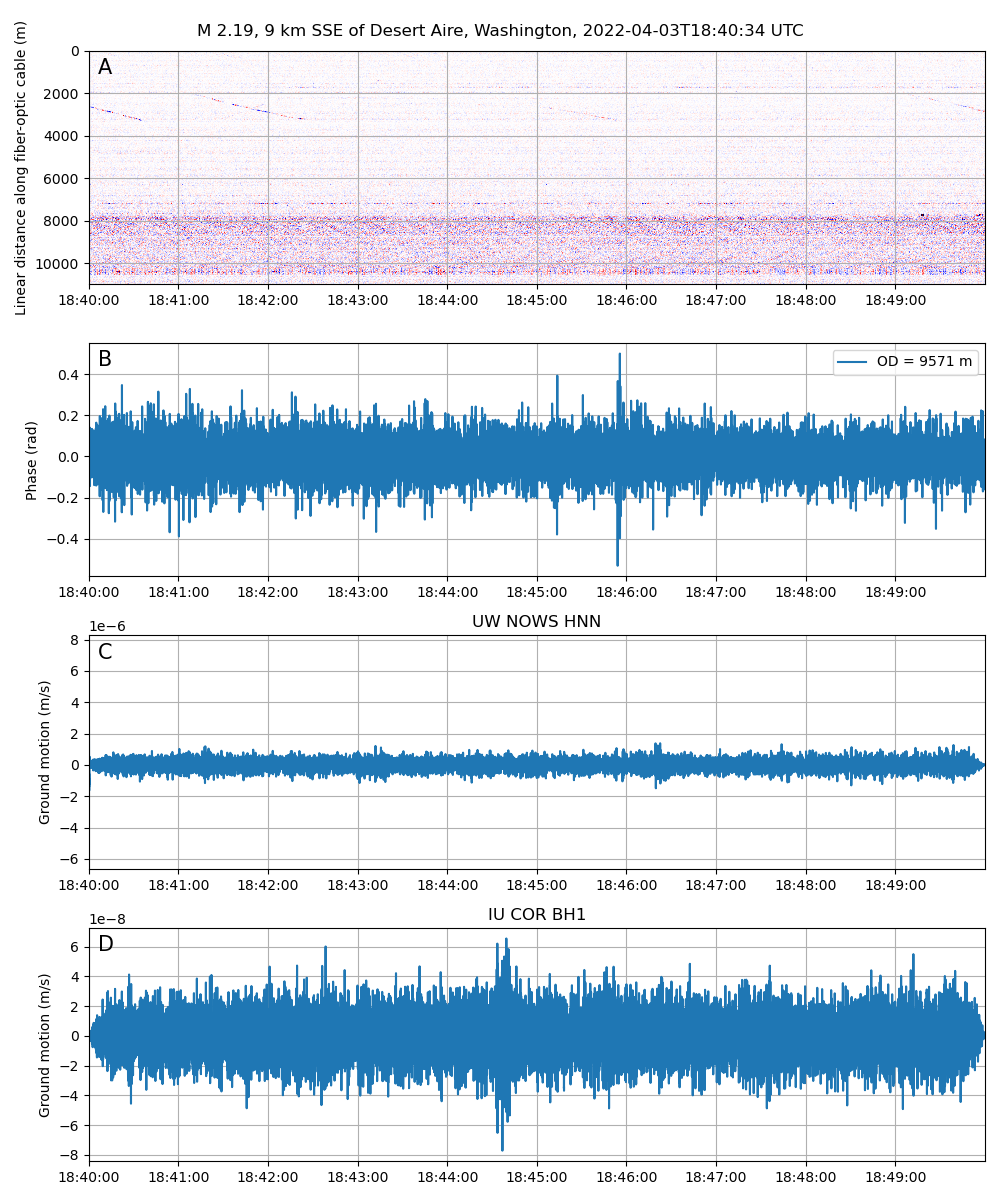 M 2.19, 9 km SSE of Desert Aire, Washington, 2022-04-03T18:40:34 UTC
A
Linear distance along fiber-optic cable (m)
0
2000
4000
6000
8000
10000
18:40:00 18:41:00 18:42:00 18:43:00 18:44:00 18:45:00 18:46:00 18:47:00 18:48:00 18:49:00
B
OD = 9571 m
Phase (rad)
0.4
0.2
0.0
−0.2
−0.4
18:40:00 18:41:00 18:42:00 18:43:00 18:44:00 18:45:00 18:46:00 18:47:00 18:48:00 18:49:00
UW NOWS HNN
1e−6
C
Ground motion (m/s)
8
6
4
2
0
−2
−4
−6
18:40:00 18:41:00 18:42:00 18:43:00 18:44:00 18:45:00 18:46:00 18:47:00 18:48:00 18:49:00
IU COR BH1
1e−8
D
Ground motion (m/s)
6
4
2
0
−2
−4
−6
−8
18:40:00 18:41:00 18:42:00 18:43:00 18:44:00 18:45:00 18:46:00 18:47:00 18:48:00 18:49:00